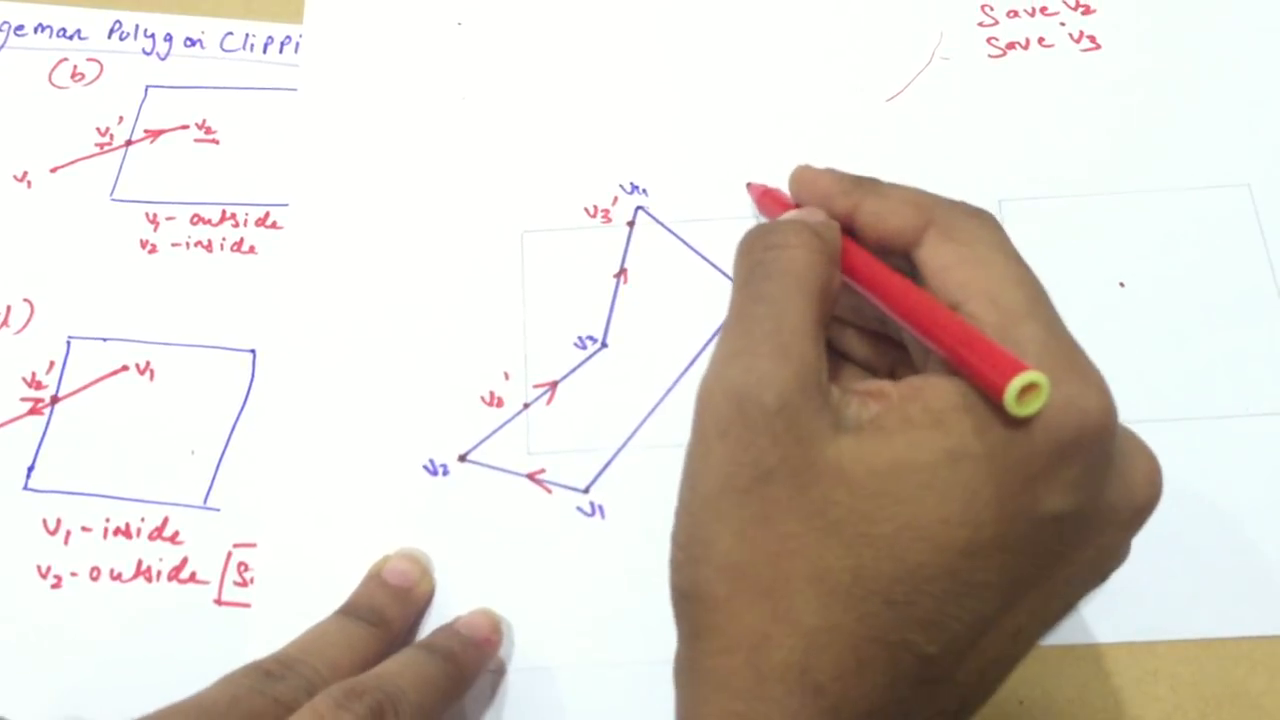 geman Polygon Clippi
(b)
v1'
v2
v1
v1 - outside
v2 - inside
v2'
v1
v1 - inside
v2 - outside [S
Save v2'
Save v3
v4
v3'
v3
v2'
v2
v1